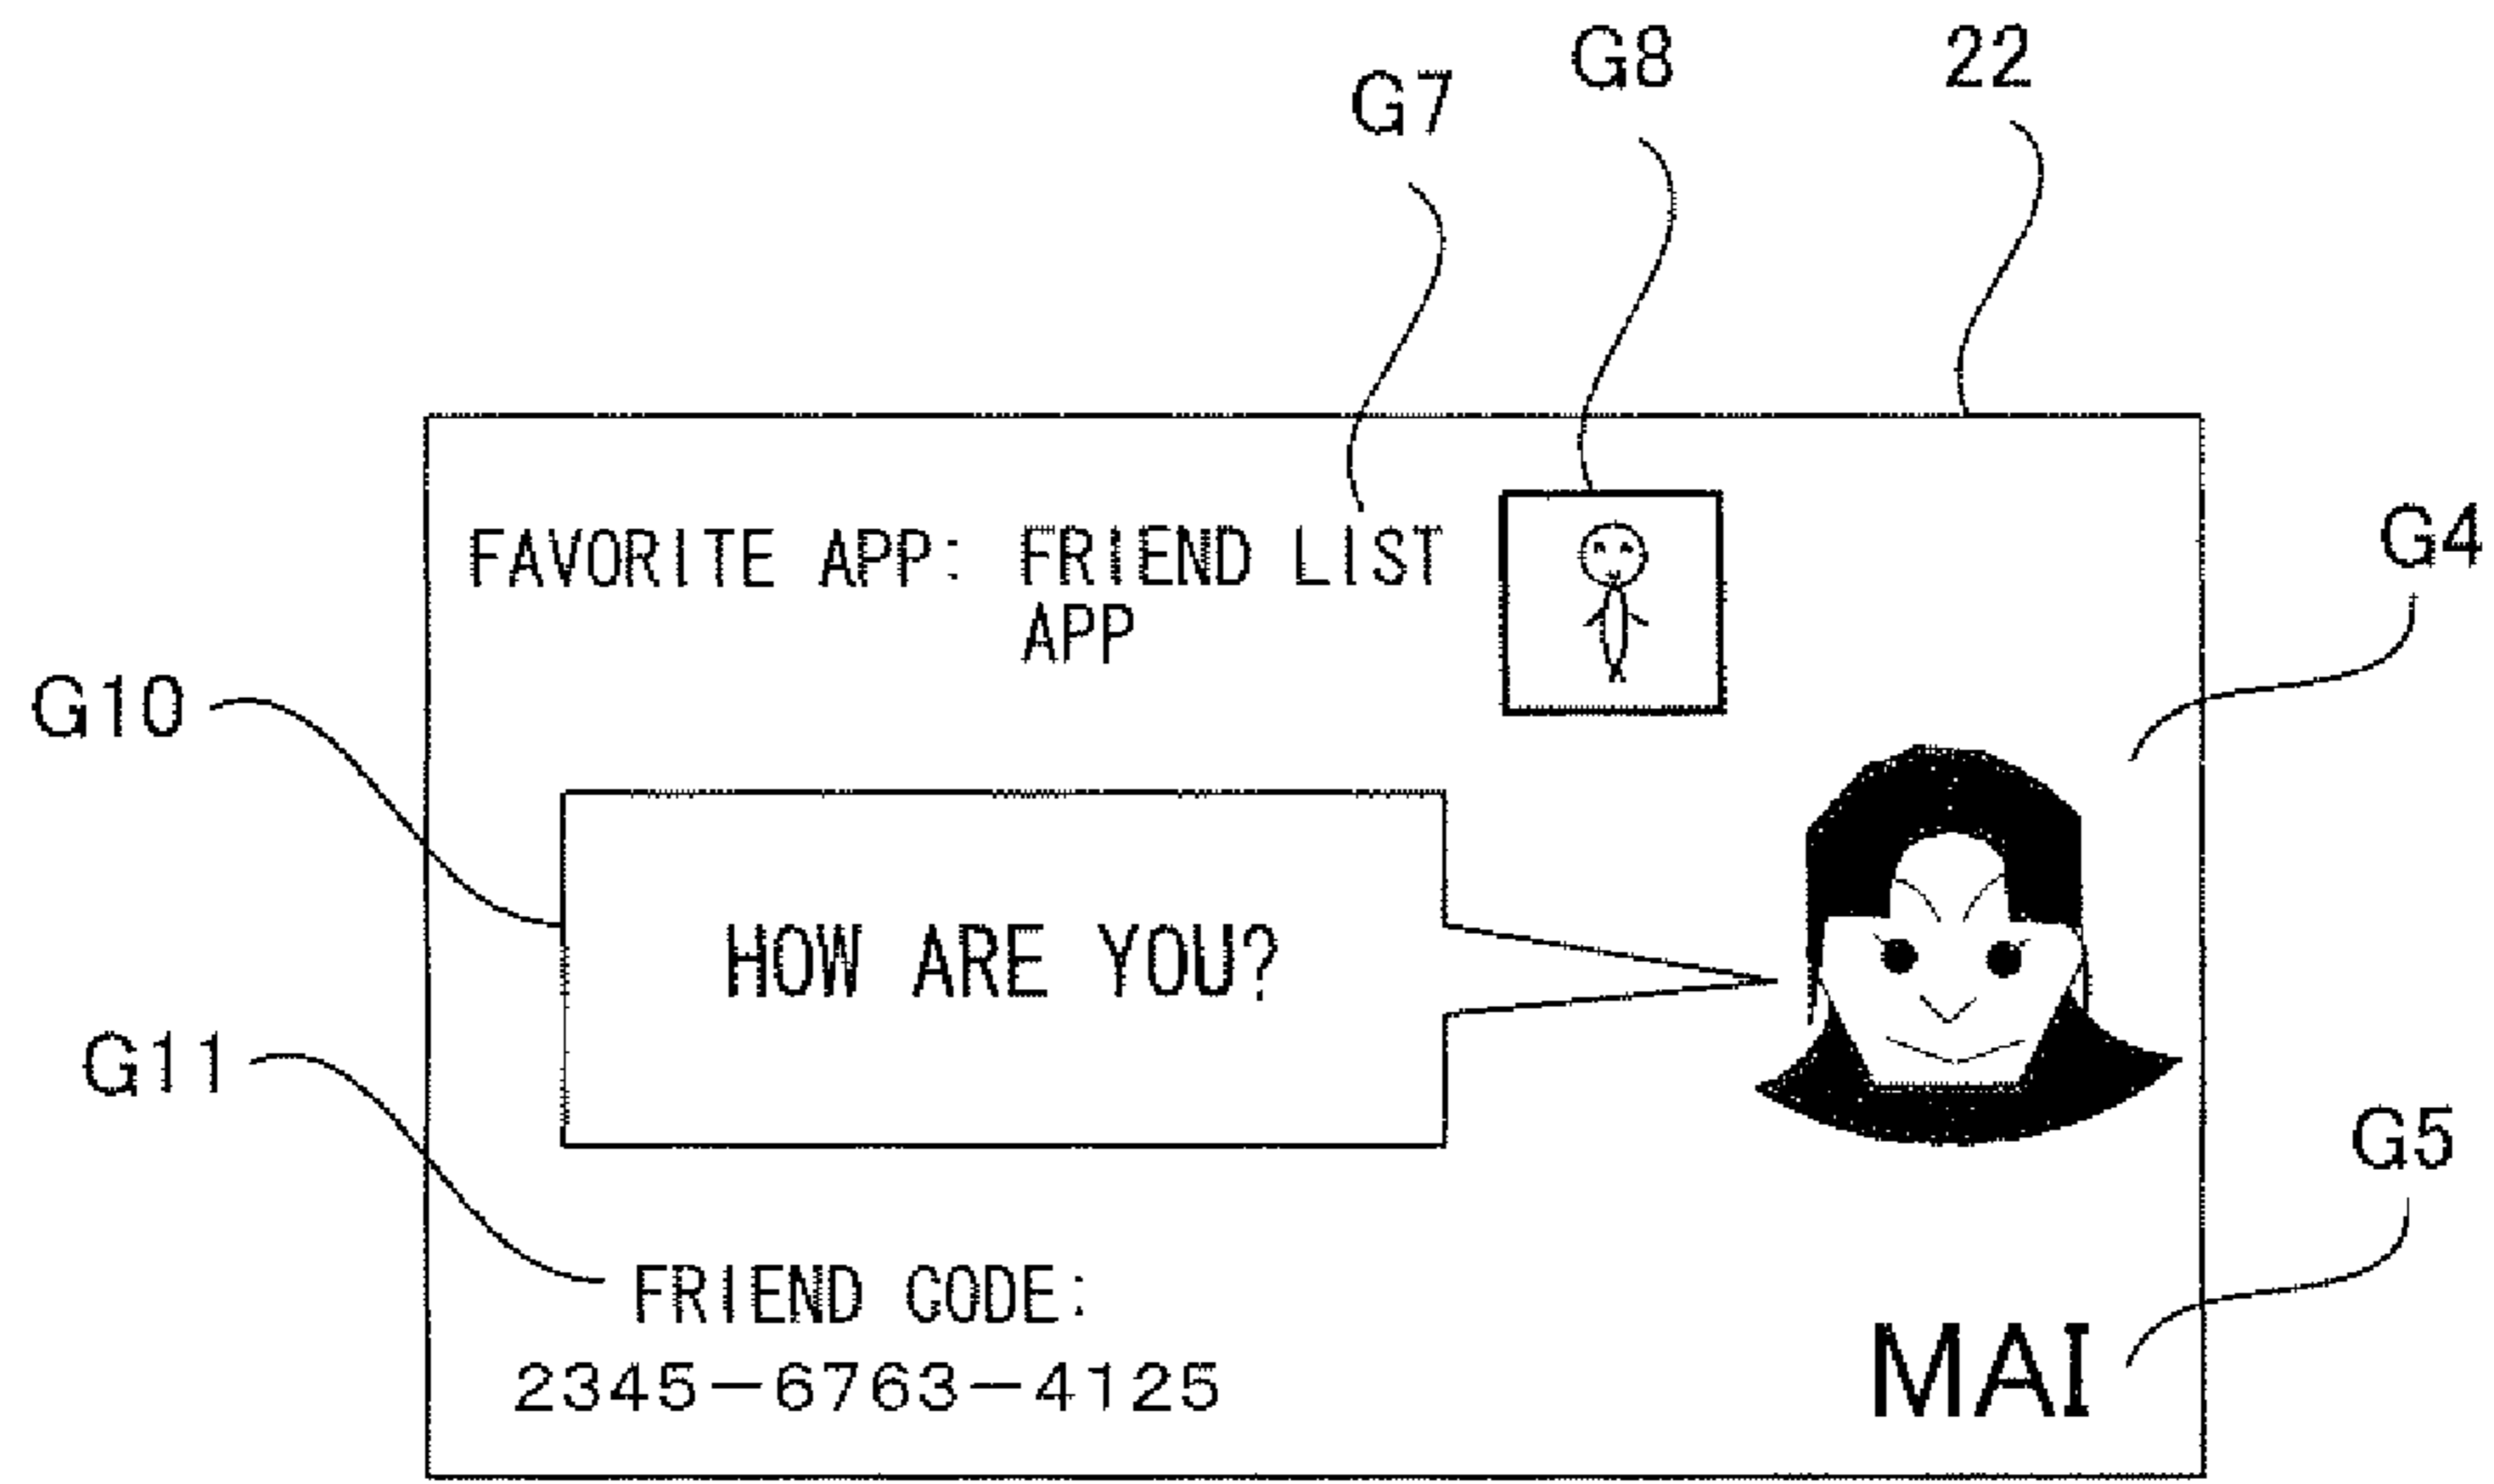 G8
22
G7
G4
FAVORITE APP: FRIEND LIST
APP
G10
HOW ARE YOU?
G11
G5
FRIEND CODE:
2345-6763-4125
MAI